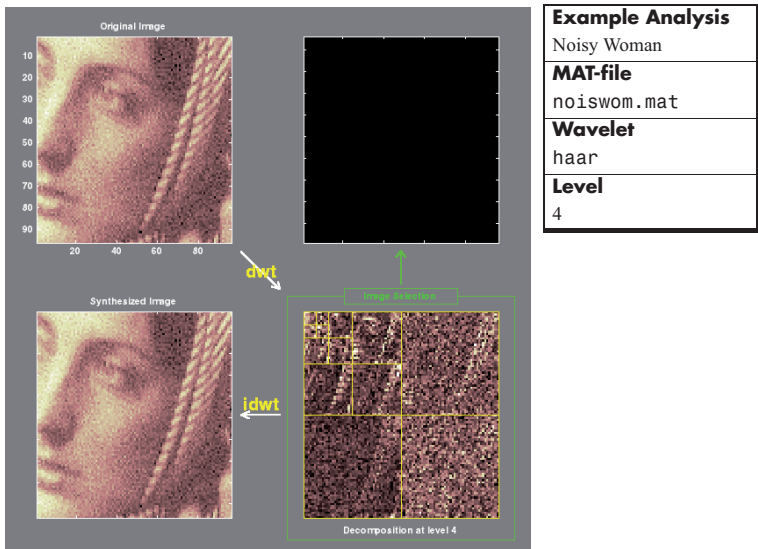 Original Image
10
20
30
40
50
60
70
80
90
20 40 60 80
dwt
Image Selection
Synthesized Image
idwt
Decomposition at level 4
Example Analysis
Noisy Woman
MAT-file
noiswom.mat
Wavelet
haar
Level
4